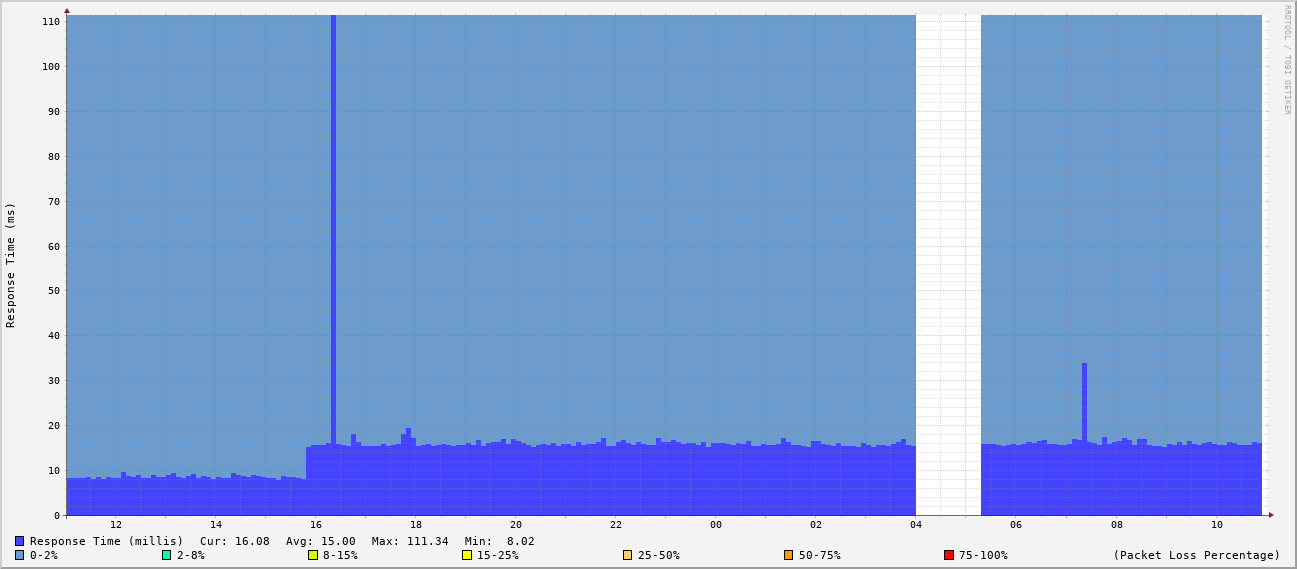 RRDTOOL / TOBI OETIKER
Response Time (ms)
110
100
90
80
70
60
50
40
30
20
10
0
12 14 16 18 20 22 00 02 04 06 08 10
Response Time (millis) Cur: 16.08 Avg: 15.00 Max: 111.34 Min: 8.02
0-2% 2-8% 8-15% 15-25% 25-50% 50-75% 75-100% (Packet Loss Percentage)